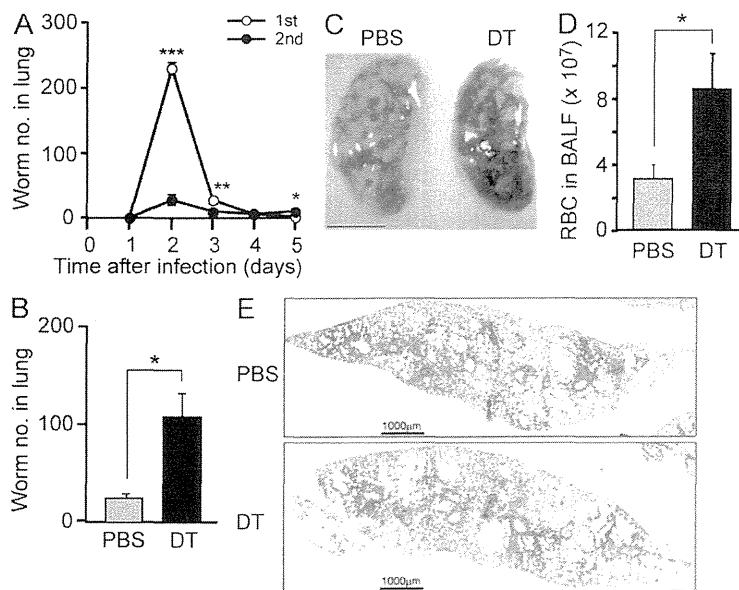 A
300
200
100
0
Worm no. in lung
1st
2nd
***
**
*
0 1 2 3 4 5
Time after infection (days)
B
200
100
0
Worm no. in lung
*
PBS DT
C
PBS DT
D
12
8
4
0
RBC in BALF (x 10⁷)
*
PBS DT
E
PBS
1000µm
DT
1000µm